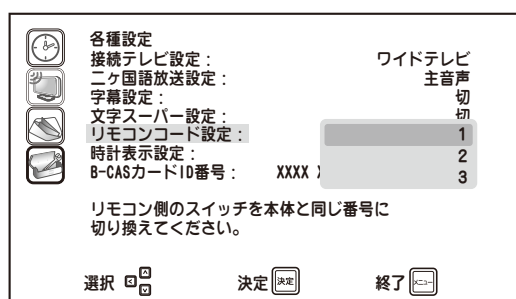 各種設定
接続テレビ設定： ワイドテレビ
二ヶ国語放送設定： 主音声
字幕設定： 切
文字スーパー設定： 切
リモコンコード設定： 1
時計表示設定： 2
B-CASカードID番号： XXXX 3
リモコン側のスイッチを本体と同じ番号に
切り換えてください。
選択 決定 決定 終了 メニュー